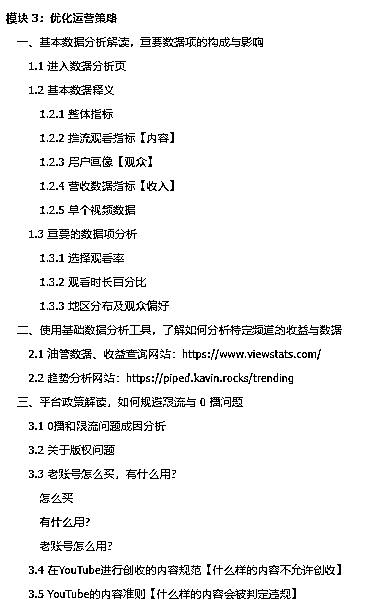 模块 3：优化运营策略
一、基本数据分析解读，重要数据项的构成与影响
1.1 进入数据分析页
1.2 基本数据释义
1.2.1 整体指标
1.2.2 推流观看指标【内容】
1.2.3 用户画像【观众】
1.2.4 营收数据指标【收入】
1.2.5 单个视频数据
1.3 重要的数据项分析
1.3.1 选择观看率
1.3.2 观看时长百分比
1.3.3 地区分布及观众偏好
二、使用基础数据分析工具，了解如何分析特定频道的收益与数据
2.1 油管数据、收益查询网站：https://www.viewstats.com/
2.2 趋势分析网站：https://piped.kavin.rocks/trending
三、平台政策解读，如何规避限流与 0 播问题
3.1 0播和限流问题成因分析
3.2 关于版权问题
3.3 老账号怎么买，有什么用？
怎么买
有什么用？
老账号怎么用？
3.4 在YouTube进行创收的内容规范【什么样的内容不允许创收】
3.5 YouTube的内容准则【什么样的内容会被判定违规】